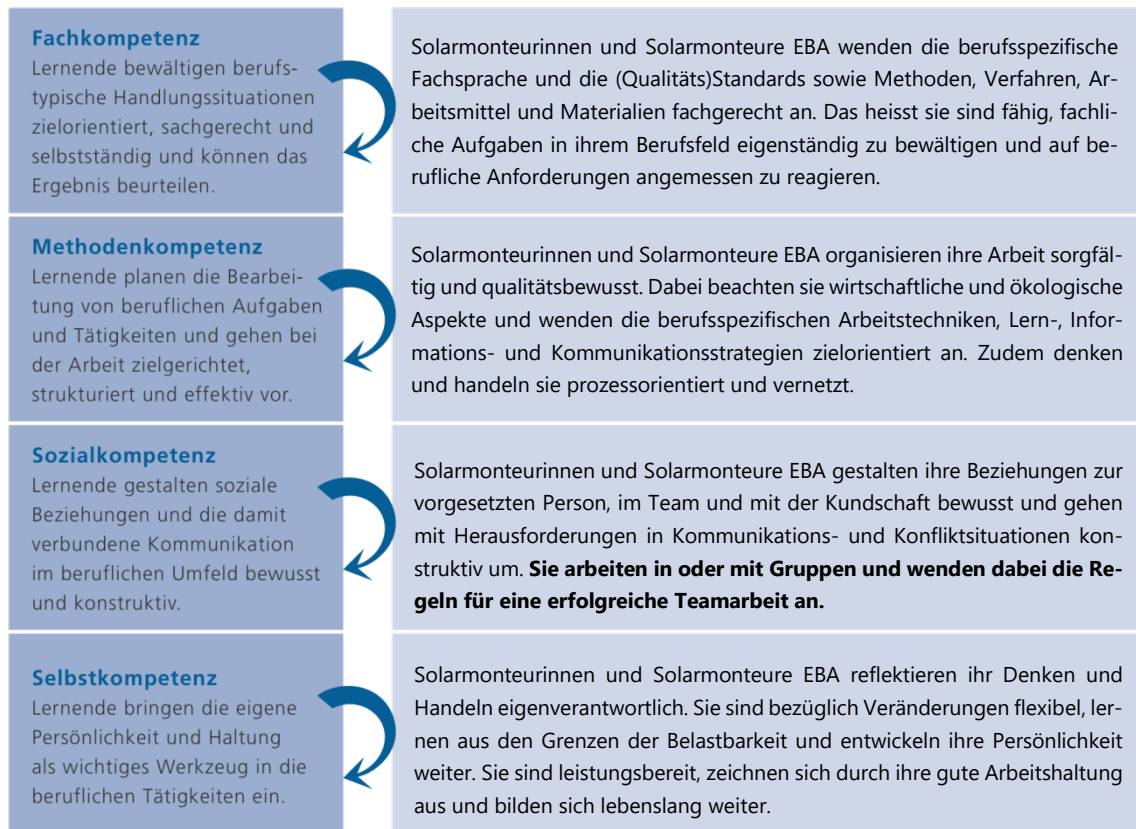 Fachkompetenz
Lernende bewältigen berufs-
typische Handlungssituationen
zielorientiert, sachgerecht und
selbstständig und können das
Ergebnis beurteilen.
Solarmonteurinnen und Solarmonteure EBA wenden die berufsspezifische
Fachsprache und die (Qualitäts)Standards sowie Methoden, Verfahren, Ar-
beitsmittel und Materialien fachgerecht an. Das heisst sie sind fähig, fachli-
che Aufgaben in ihrem Berufsfeld eigenständig zu bewältigen und auf be-
rufliche Anforderungen angemessen zu reagieren.
Methodenkompetenz
Lernende planen die Bearbei-
tung von beruflichen Aufgaben
und Tätigkeiten und gehen bei
der Arbeit zielgerichtet,
strukturiert und effektiv vor.
Solarmonteurinnen und Solarmonteure EBA organisieren ihre Arbeit sorgfäl-
tig und qualitätsbewusst. Dabei beachten sie wirtschaftliche und ökologische
Aspekte und wenden die berufsspezifischen Arbeitstechniken, Lern-, Infor-
mations- und Kommunikationsstrategien zielorientiert an. Zudem denken
und handeln sie prozessorientiert und vernetzt.
Sozialkompetenz
Lernende gestalten soziale
Beziehungen und die damit
verbundene Kommunikation
im beruflichen Umfeld bewusst
und konstruktiv.
Solarmonteurinnen und Solarmonteure EBA gestalten ihre Beziehungen zur
vorgesetzten Person, im Team und mit der Kundschaft bewusst und gehen
mit Herausforderungen in Kommunikations- und Konfliktsituationen kon-
struktiv um. Sie arbeiten in oder mit Gruppen und wenden dabei die Re-
geln für eine erfolgreiche Teamarbeit an.
Selbstkompetenz
Lernende bringen die eigene
Persönlichkeit und Haltung
als wichtiges Werkzeug in die
beruflichen Tätigkeiten ein.
Solarmonteurinnen und Solarmonteure EBA reflektieren ihr Denken und
Handeln eigenverantwortlich. Sie sind bezüglich Veränderungen flexibel, ler-
nen aus den Grenzen der Belastbarkeit und entwickeln ihre Persönlichkeit
weiter. Sie sind leistungsbereit, zeichnen sich durch ihre gute Arbeitshaltung
aus und bilden sich lebenslang weiter.